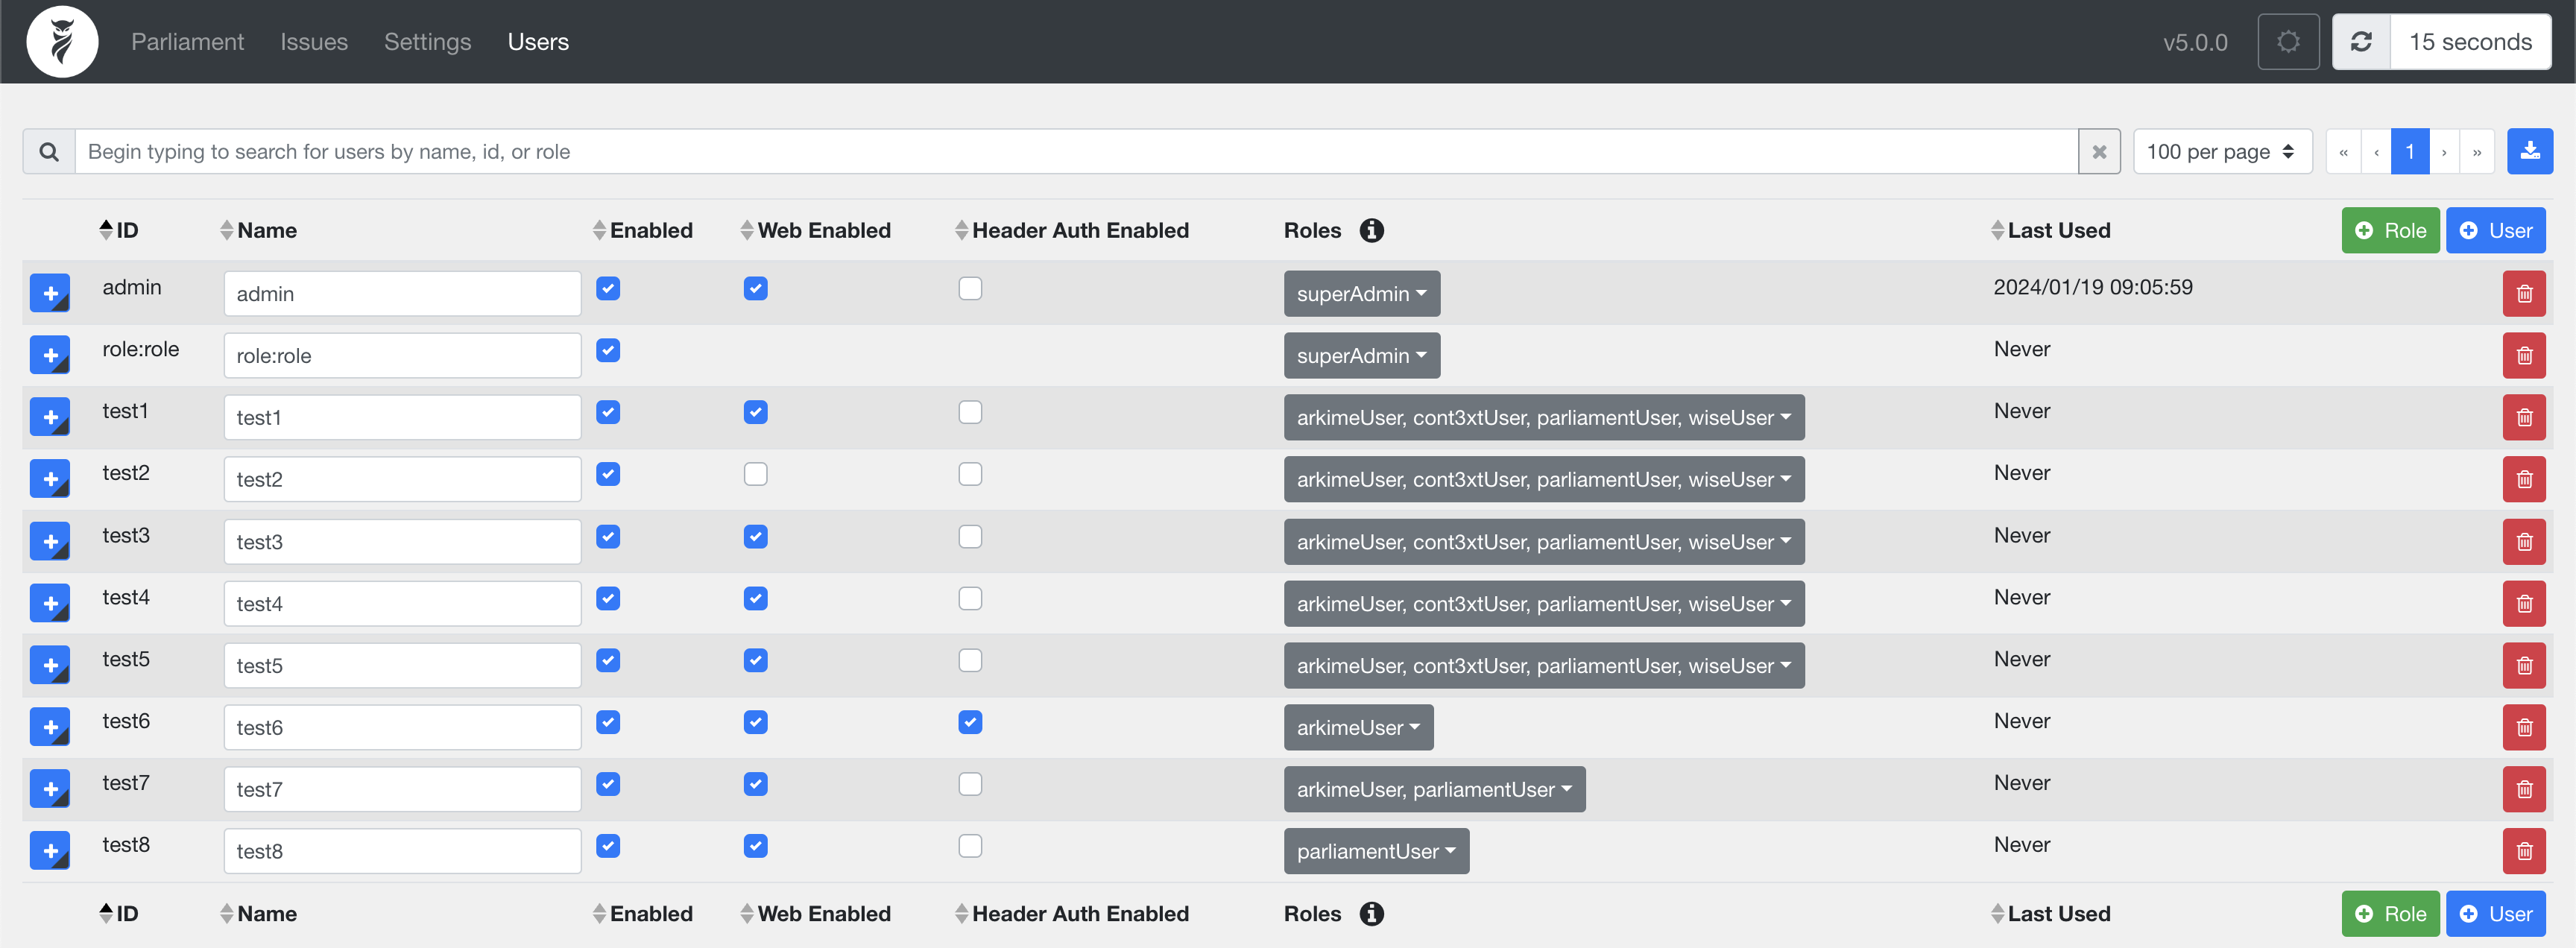 Parliament Issues Settings Users v5.0.0 15 seconds
Begin typing to search for users by name, id, or role 100 per page « ‹ 1 › »
ID Name Enabled Web Enabled Header Auth Enabled Roles Last Used Role User
admin admin superAdmin 2024/01/19 09:05:59
role:role role:role superAdmin Never
test1 test1 arkimeUser, cont3xtUser, parliamentUser, wiseUser Never
test2 test2 arkimeUser, cont3xtUser, parliamentUser, wiseUser Never
test3 test3 arkimeUser, cont3xtUser, parliamentUser, wiseUser Never
test4 test4 arkimeUser, cont3xtUser, parliamentUser, wiseUser Never
test5 test5 arkimeUser, cont3xtUser, parliamentUser, wiseUser Never
test6 test6 arkimeUser Never
test7 test7 arkimeUser, parliamentUser Never
test8 test8 parliamentUser Never
ID Name Enabled Web Enabled Header Auth Enabled Roles Last Used Role User